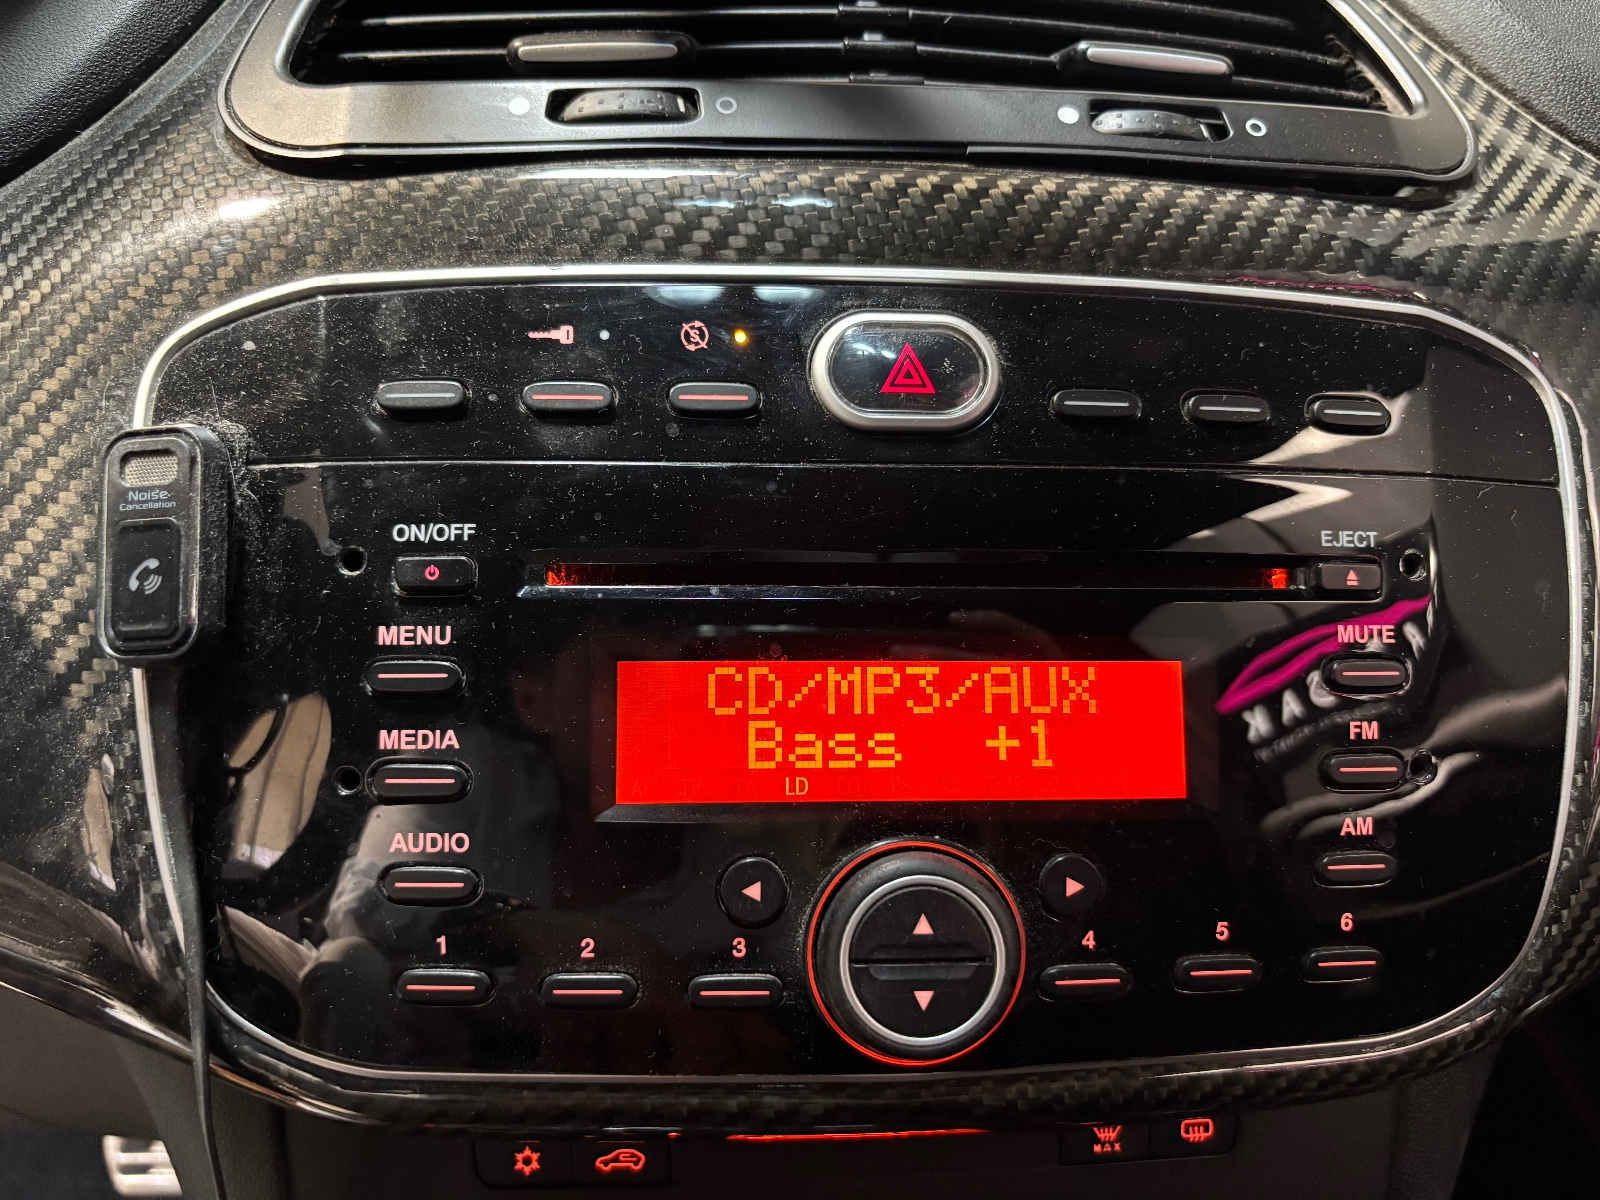 Noise
Cancellation
ON/OFF
EJECT
MENU
MUTE
CD/MP3/AUX
Bass +1
LD
MEDIA
FM
AUDIO
AM
1
2
3
4
5
6
MAX